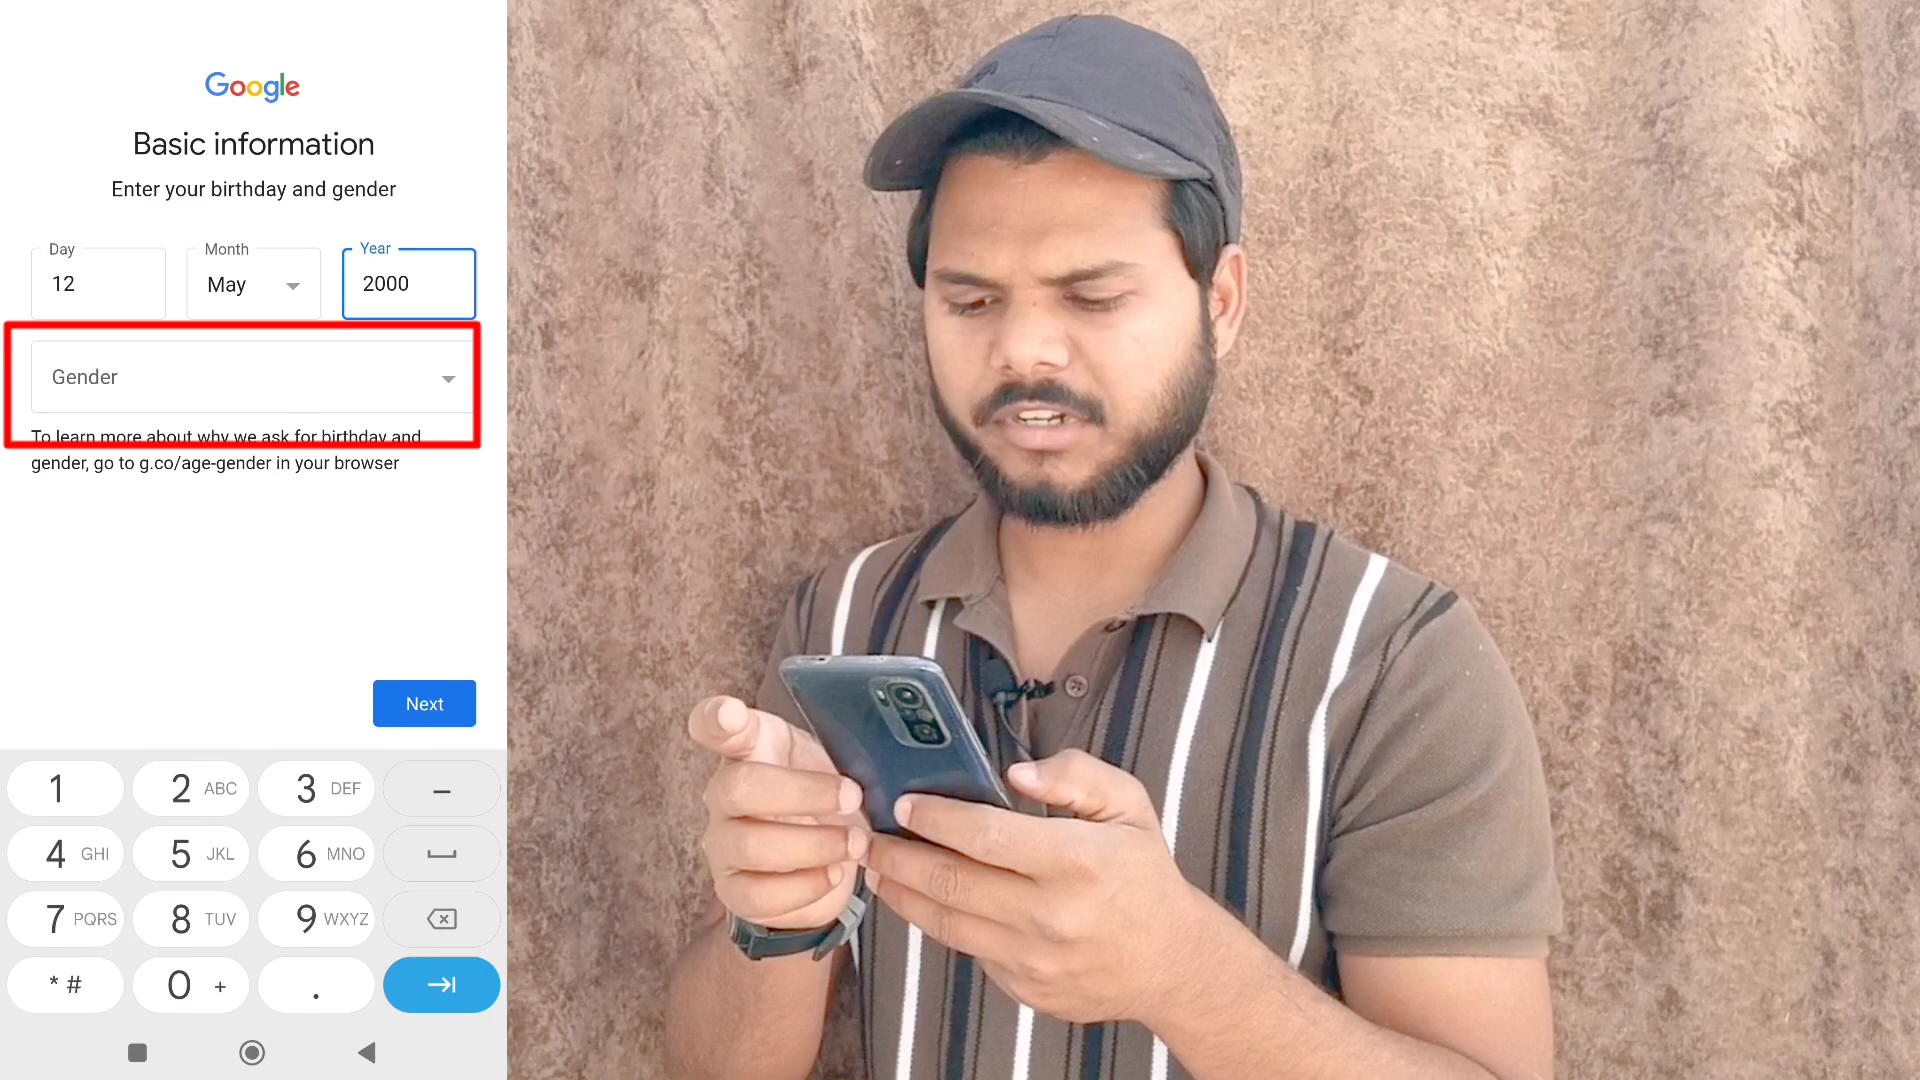 Google
Basic information
Enter your birthday and gender
Day
Month
Year
12
May
2000
Gender
To learn more about why we ask for birthday and
gender, go to g.co/age-gender in your browser
Next
1
2 ABC
3 DEF
–
4 GHI
5 JKL
6 MNO
7 PQRS
8 TUV
9 WXYZ
* #
0 +
.